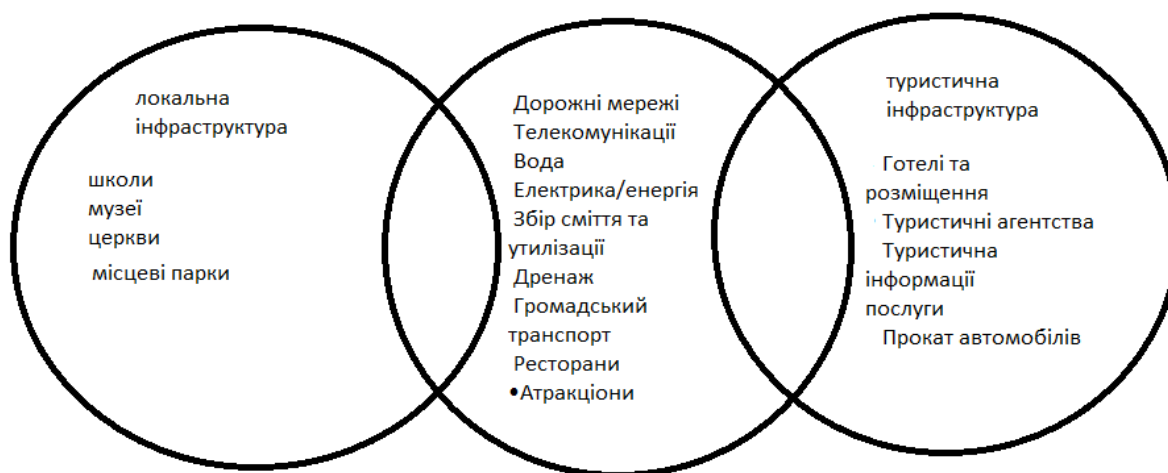 локальна
інфраструктура
школи
музеї
церкви
місцеві парки
Дорожні мережі
Телекомунікації
Вода
Електрика/енергія
Збір сміття та
утилізації
Дренаж
Громадський
транспорт
Ресторани
•Атракціони
туристична
інфраструктура
Готелі та
розміщення
Туристичні агентства
Туристична
інформації
послуги
Прокат автомобілів